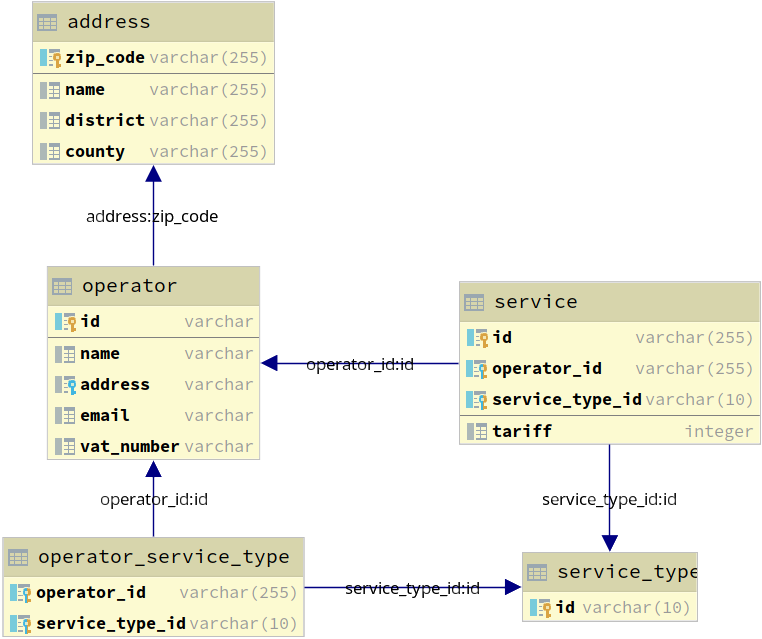 address
zip_code varchar(255)
name varchar(255)
district varchar(255)
county varchar(255)
address:zip_code
operator
id varchar
name varchar
address varchar
email varchar
vat_number varchar
service
id varchar(255)
operator_id varchar(255)
service_type_id varchar(10)
tariff integer
operator_id:id
operator_id:id
service_type_id:id
operator_service_type
operator_id varchar(255)
service_type_id varchar(10)
service_type_id:id
service_type
id varchar(10)